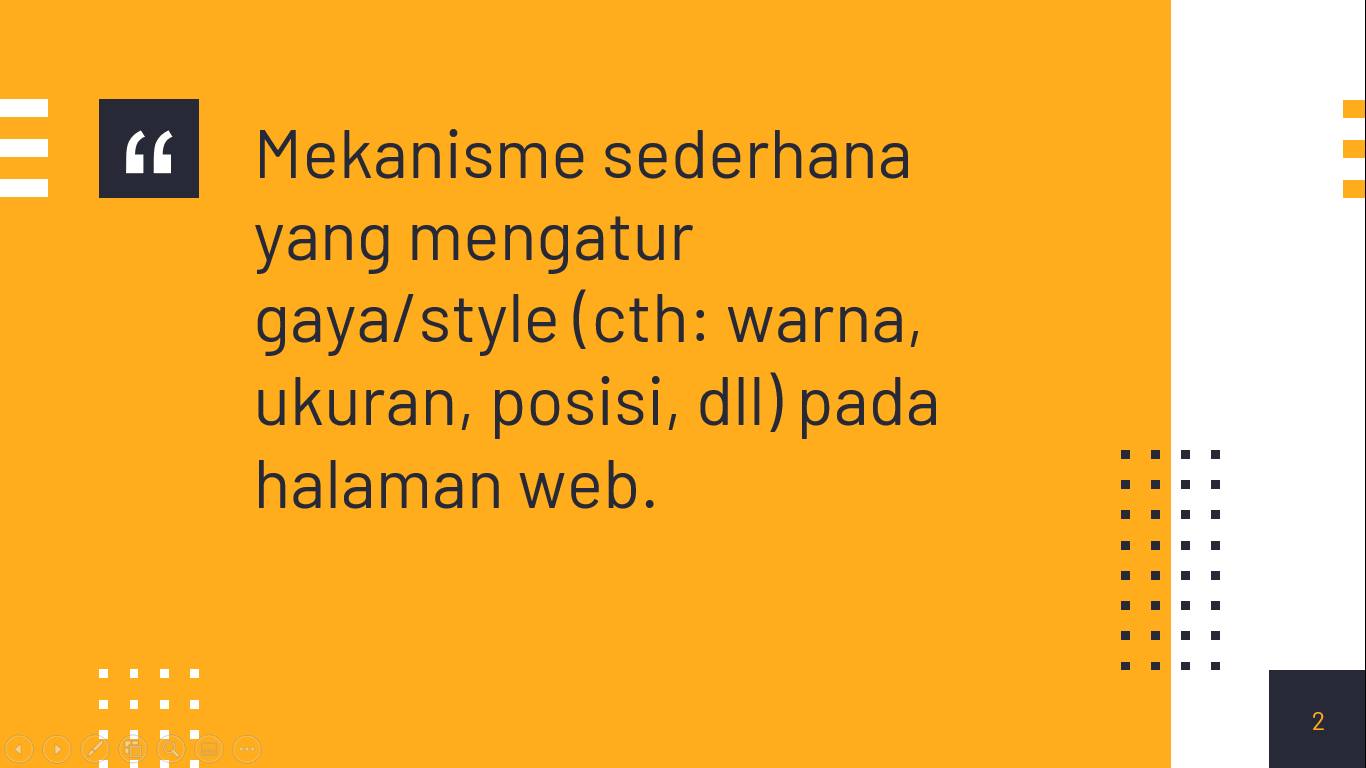 “
Mekanisme sederhana
yang mengatur
gaya/style (cth: warna,
ukuran, posisi, dll) pada
halaman web.
2